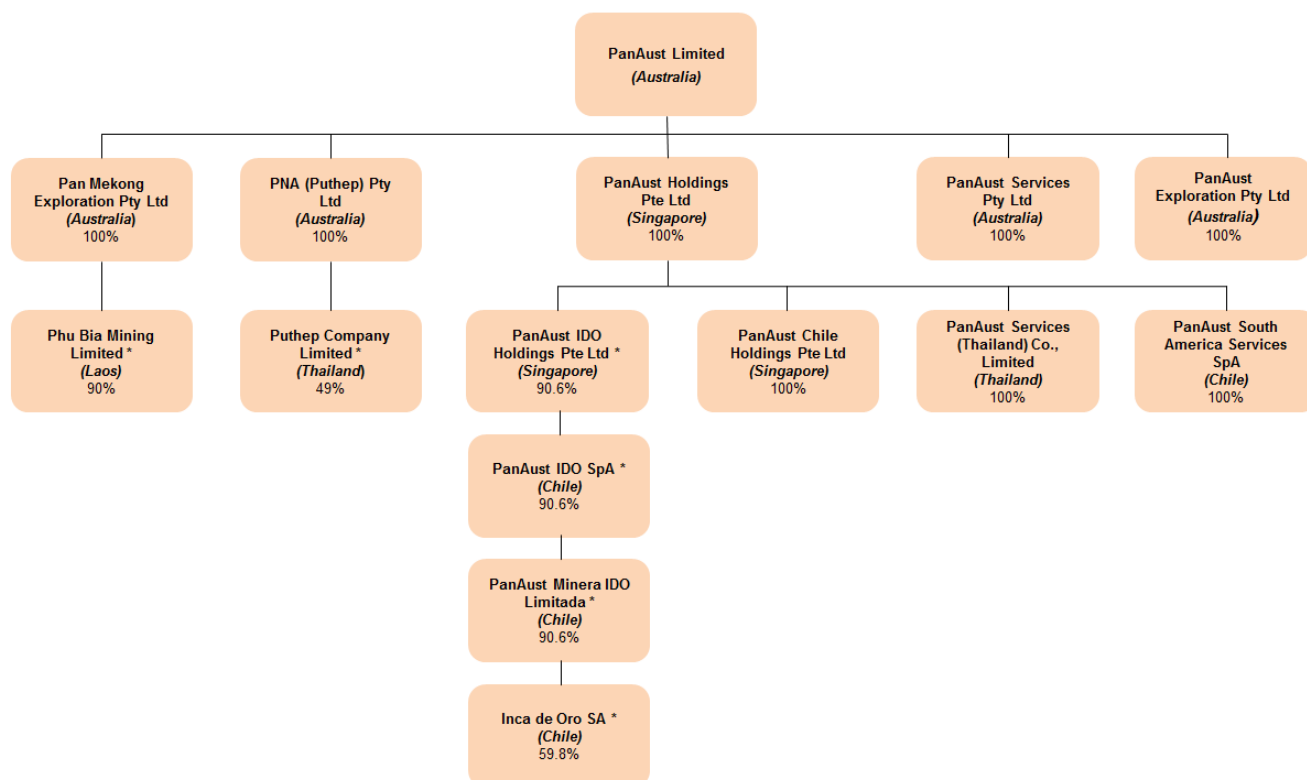 PanAust Limited
(Australia)
Pan Mekong
Exploration Pty Ltd
(Australia)
100%
PNA (Puthep) Pty
Ltd
(Australia)
100%
PanAust Holdings
Pte Ltd
(Singapore)
100%
PanAust Services
Pty Ltd
(Australia)
100%
PanAust
Exploration Pty Ltd
(Australia)
100%
Phu Bia Mining
Limited *
(Laos)
90%
Puthep Company
Limited *
(Thailand)
49%
PanAust IDO
Holdings Pte Ltd *
(Singapore)
90.6%
PanAust Chile
Holdings Pte Ltd
(Singapore)
100%
PanAust Services
(Thailand) Co.,
Limited
(Thailand)
100%
PanAust South
America Services
SpA
(Chile)
100%
PanAust IDO SpA *
(Chile)
90.6%
PanAust Minera IDO
Limitada *
(Chile)
90.6%
Inca de Oro SA *
(Chile)
59.8%